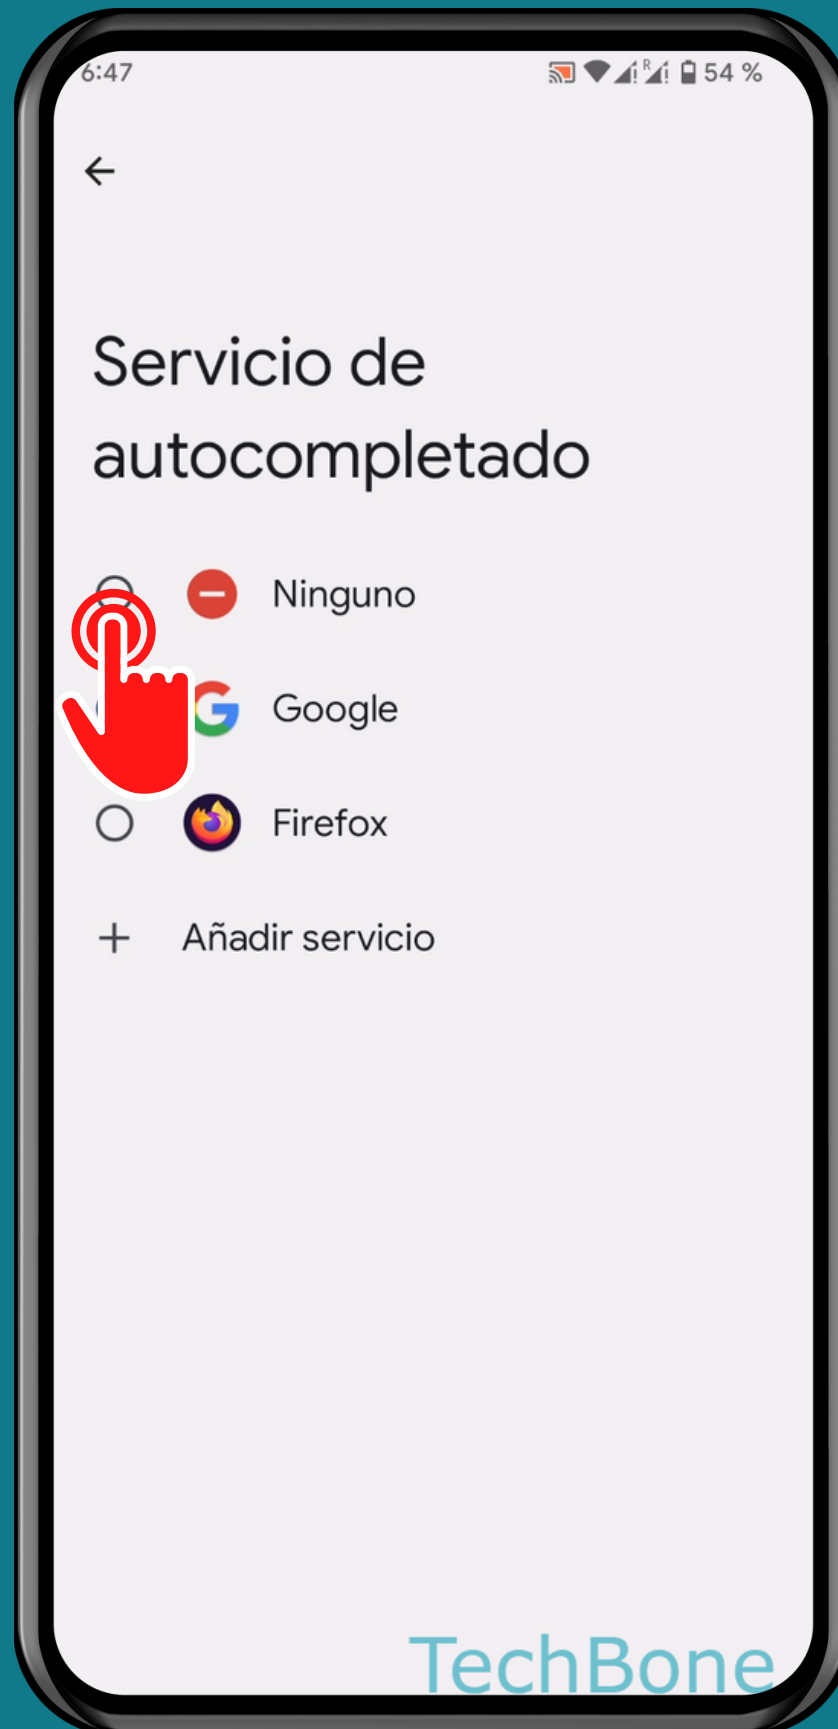 6:47
R
54 %
Servicio de
autocompletado
Ninguno
Google
Firefox
Añadir servicio
TechBone